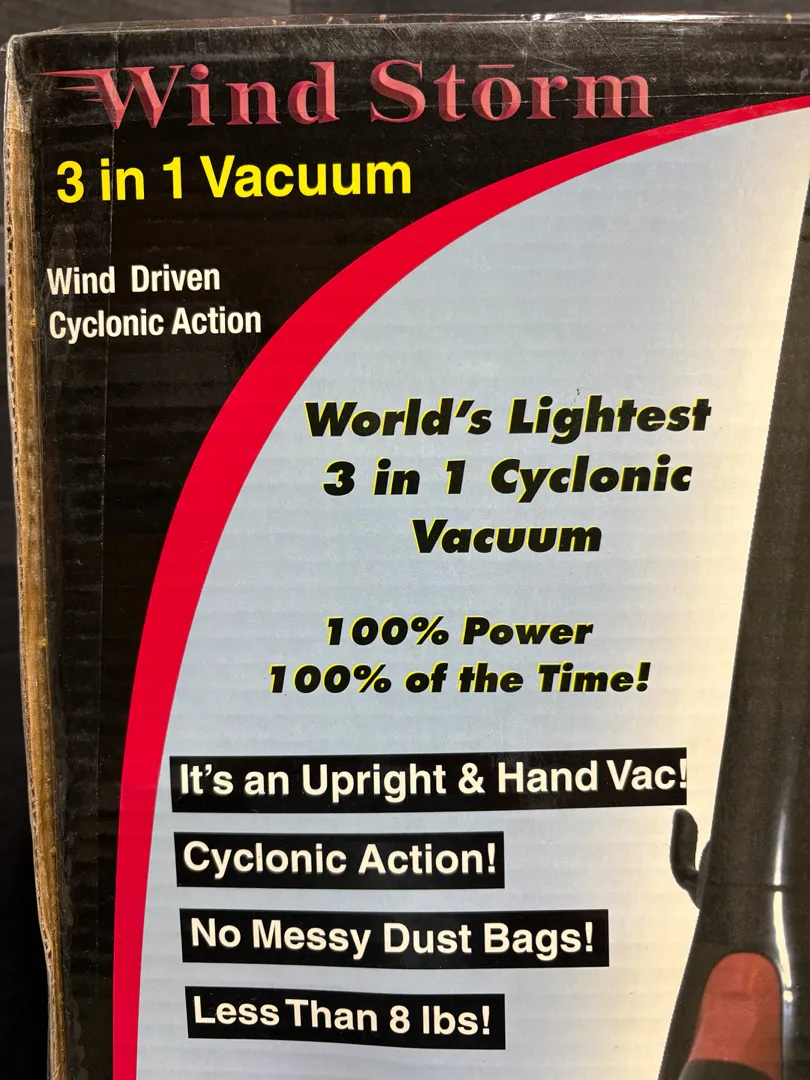 Wind Stōrm
3 in 1 Vacuum
Wind Driven
Cyclonic Action
World's Lightest
3 in 1 Cyclonic
Vacuum
100% Power
100% of the Time!
It's an Upright & Hand Vac!
Cyclonic Action!
No Messy Dust Bags!
Less Than 8 lbs!